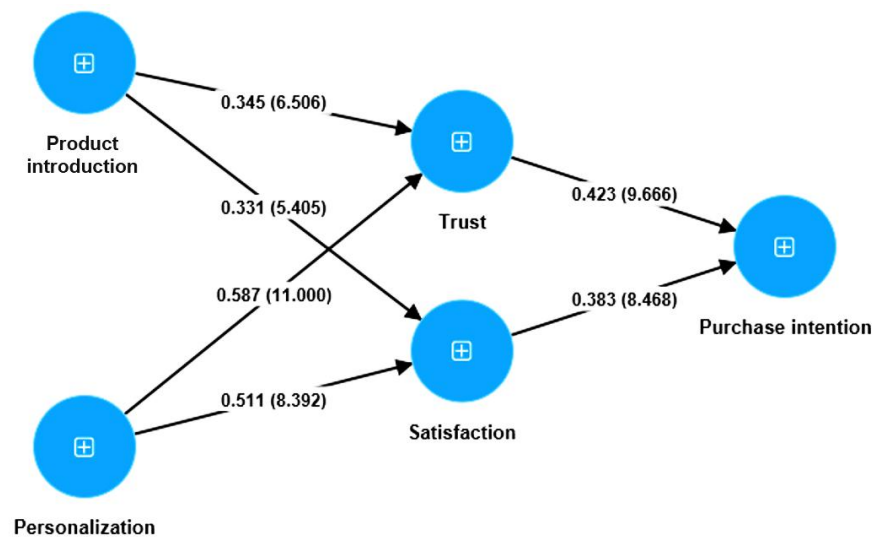 Product
introduction
0.345 (6.506)
Trust
0.423 (9.666)
0.331 (5.405)
0.587 (11.000)
0.383 (8.468)
Purchase intention
0.511 (8.392)
Satisfaction
Personalization